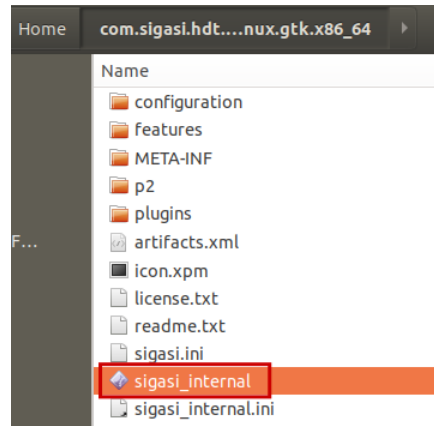 Home com.sigasi.hdt....nux.gtk.x86_64
Name
configuration
features
META-INF
p2
plugins
F...
artifacts.xml
icon.xpm
license.txt
readme.txt
sigasi.ini
sigasi_internal
sigasi_internal.ini